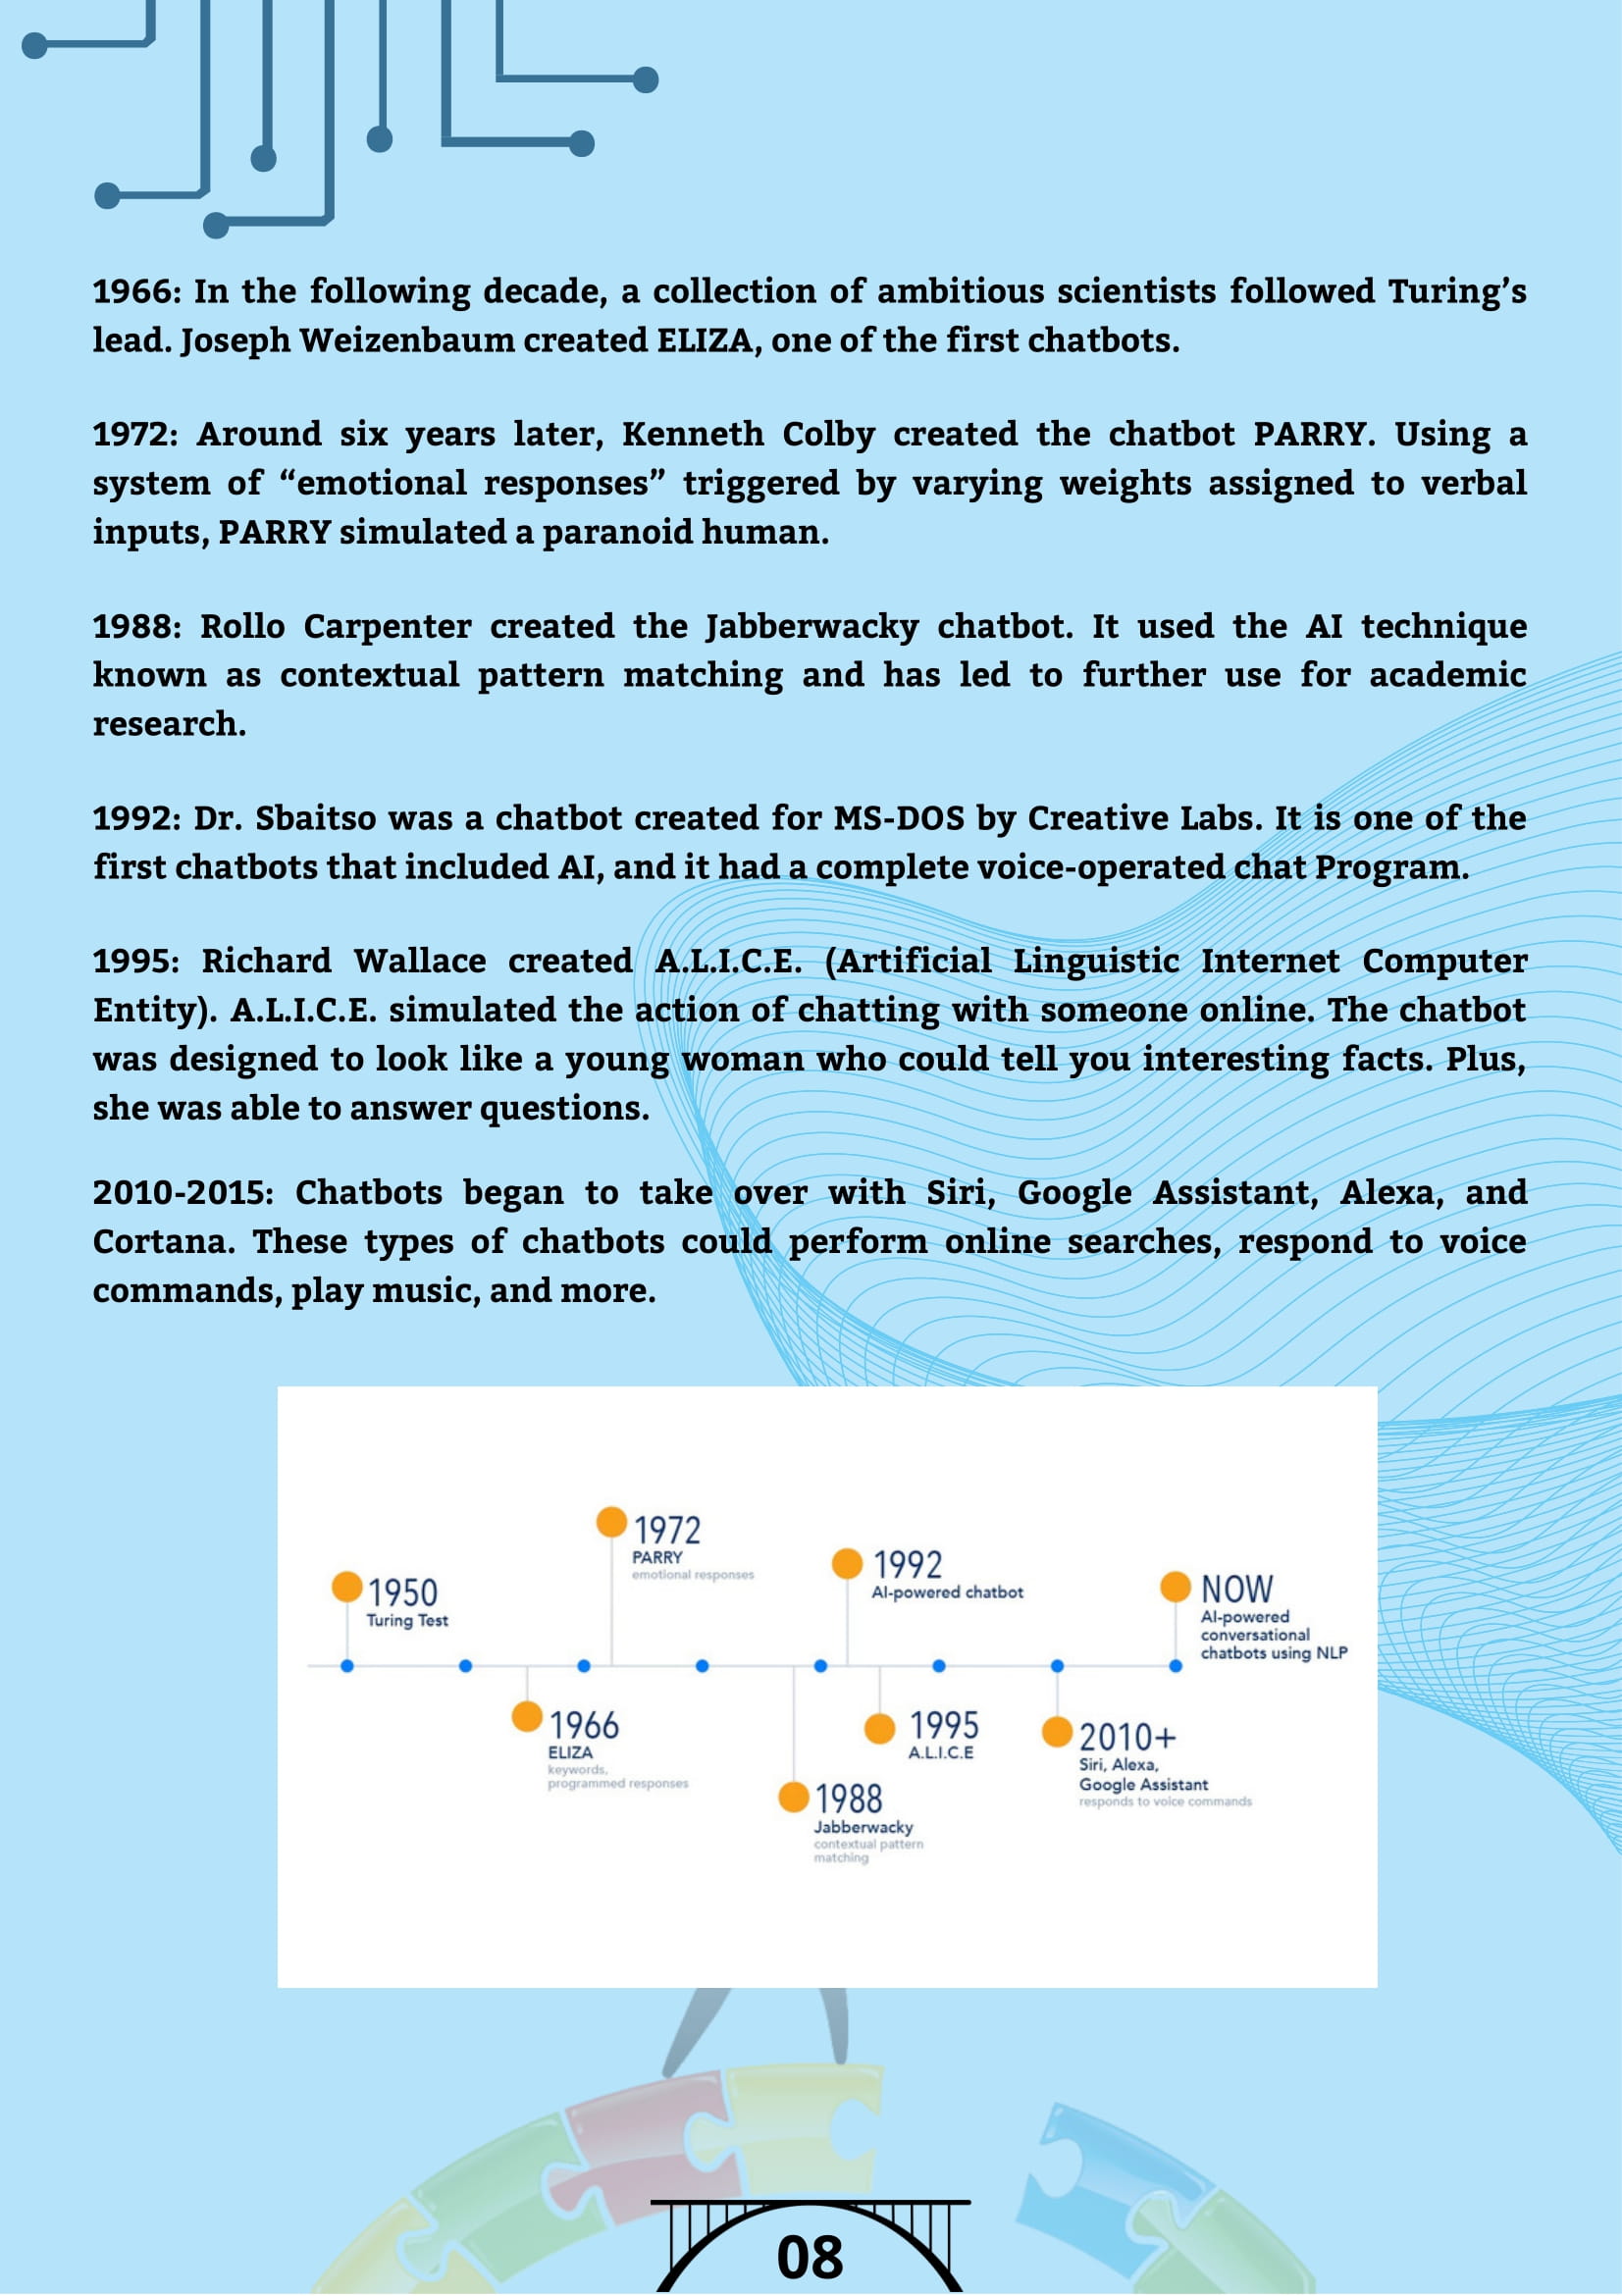 1966: In the following decade, a collection of ambitious scientists followed Turing’s
lead. Joseph Weizenbaum created ELIZA, one of the first chatbots.
1972: Around six years later, Kenneth Colby created the chatbot PARRY. Using a
system of “emotional responses” triggered by varying weights assigned to verbal
inputs, PARRY simulated a paranoid human.
1988: Rollo Carpenter created the Jabberwacky chatbot. It used the AI technique
known as contextual pattern matching and has led to further use for academic
research.
1992: Dr. Sbaitso was a chatbot created for MS-DOS by Creative Labs. It is one of the
first chatbots that included AI, and it had a complete voice-operated chat Program.
1995: Richard Wallace created A.L.I.C.E. (Artificial Linguistic Internet Computer
Entity). A.L.I.C.E. simulated the action of chatting with someone online. The chatbot
was designed to look like a young woman who could tell you interesting facts. Plus,
she was able to answer questions.
2010-2015: Chatbots began to take over with Siri, Google Assistant, Alexa, and
Cortana. These types of chatbots could perform online searches, respond to voice
commands, play music, and more.
1950
Turing Test
1966
ELIZA
keywords,
programmed responses
1972
PARRY
emotional responses
1988
Jabberwacky
contextual pattern
matching
1992
AI-powered chatbot
1995
A.L.I.C.E
2010+
Siri, Alexa,
Google Assistant
responds to voice commands
NOW
AI-powered
conversational
chatbots using NLP
08